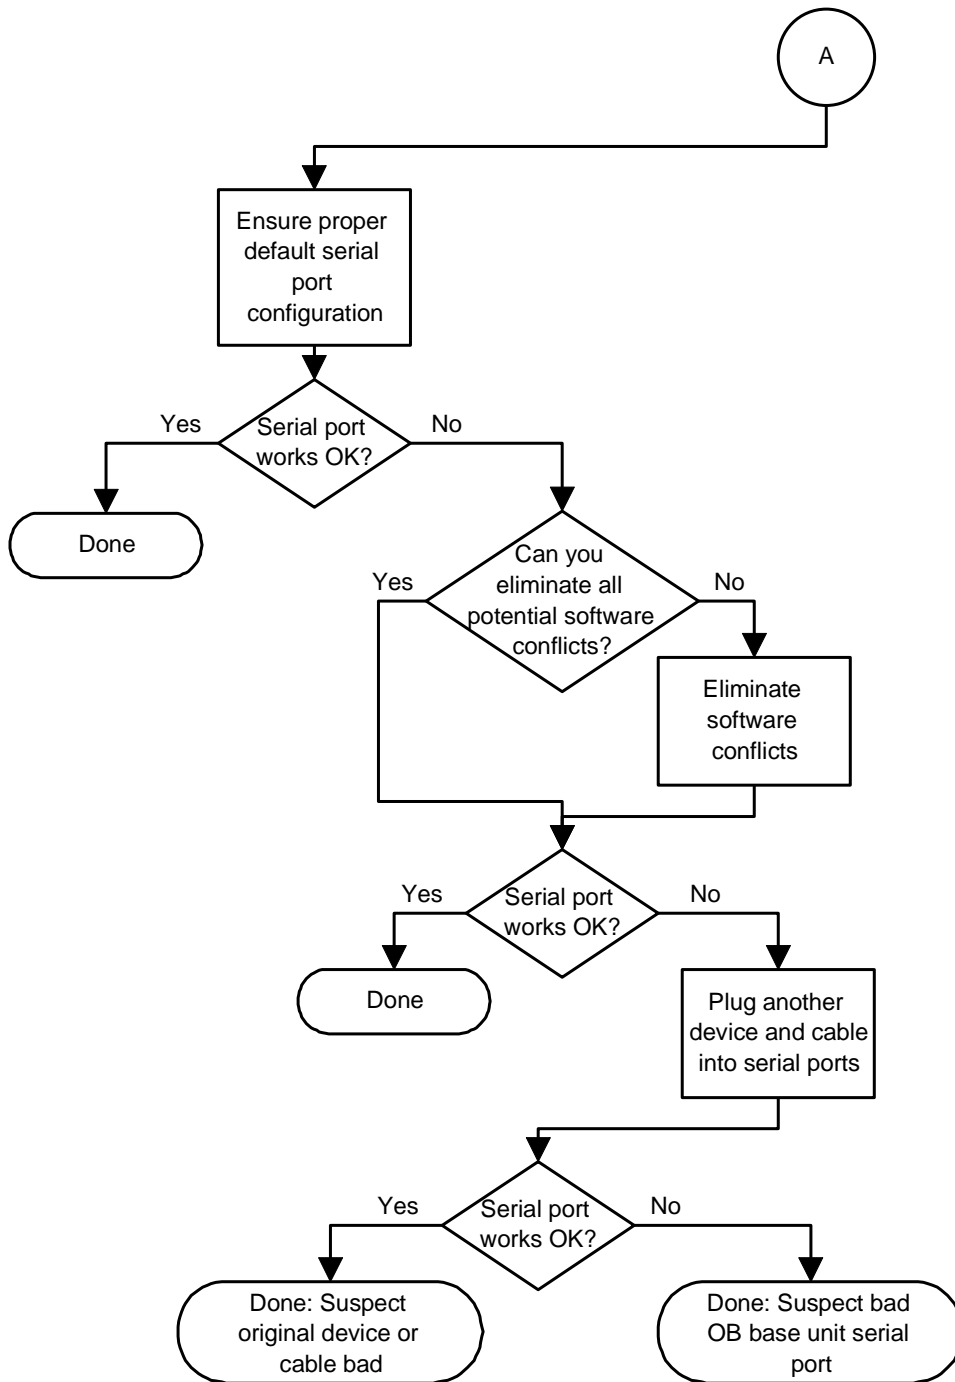 A
Ensure proper
default serial
port
configuration
Yes
Serial port
works OK?
No
Done
Yes
Can you
eliminate all
potential software
conflicts?
No
Eliminate
software
conflicts
Yes
Serial port
works OK?
No
Done
Plug another
device and cable
into serial ports
Yes
Serial port
works OK?
No
Done: Suspect
original device or
cable bad
Done: Suspect bad
OB base unit serial
port